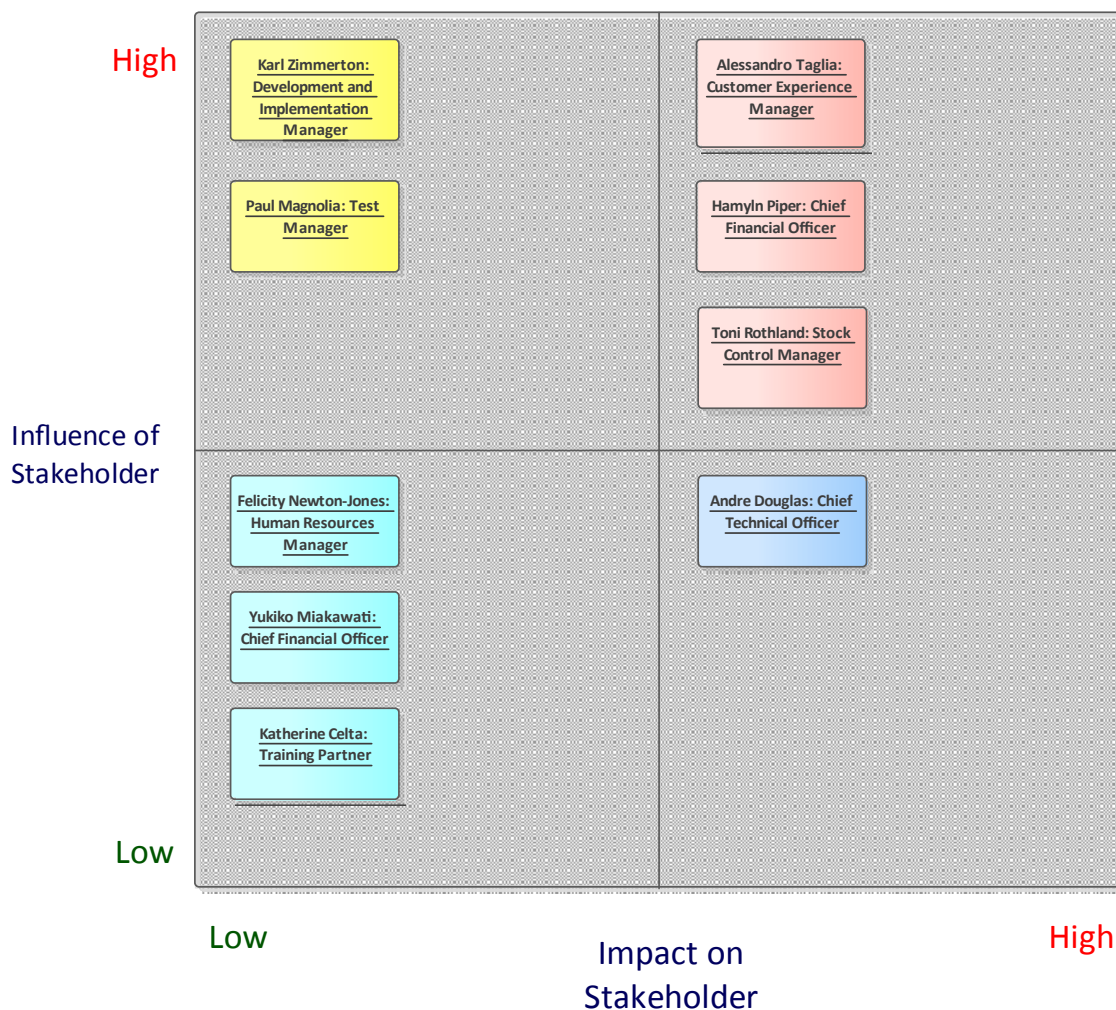 High
Karl Zimmerton:
Development and
Implementation
Manager
Alessandro Taglia:
Customer Experience
Manager
Paul Magnolia: Test
Manager
Hamyln Piper: Chief
Financial Officer
Toni Rothland: Stock
Control Manager
Influence of
Stakeholder
Felicity Newton-Jones:
Human Resources
Manager
Andre Douglas: Chief
Technical Officer
Yukiko Miakawati:
Chief Financial Officer
Katherine Celta:
Training Partner
Low
Low
Impact on
Stakeholder
High